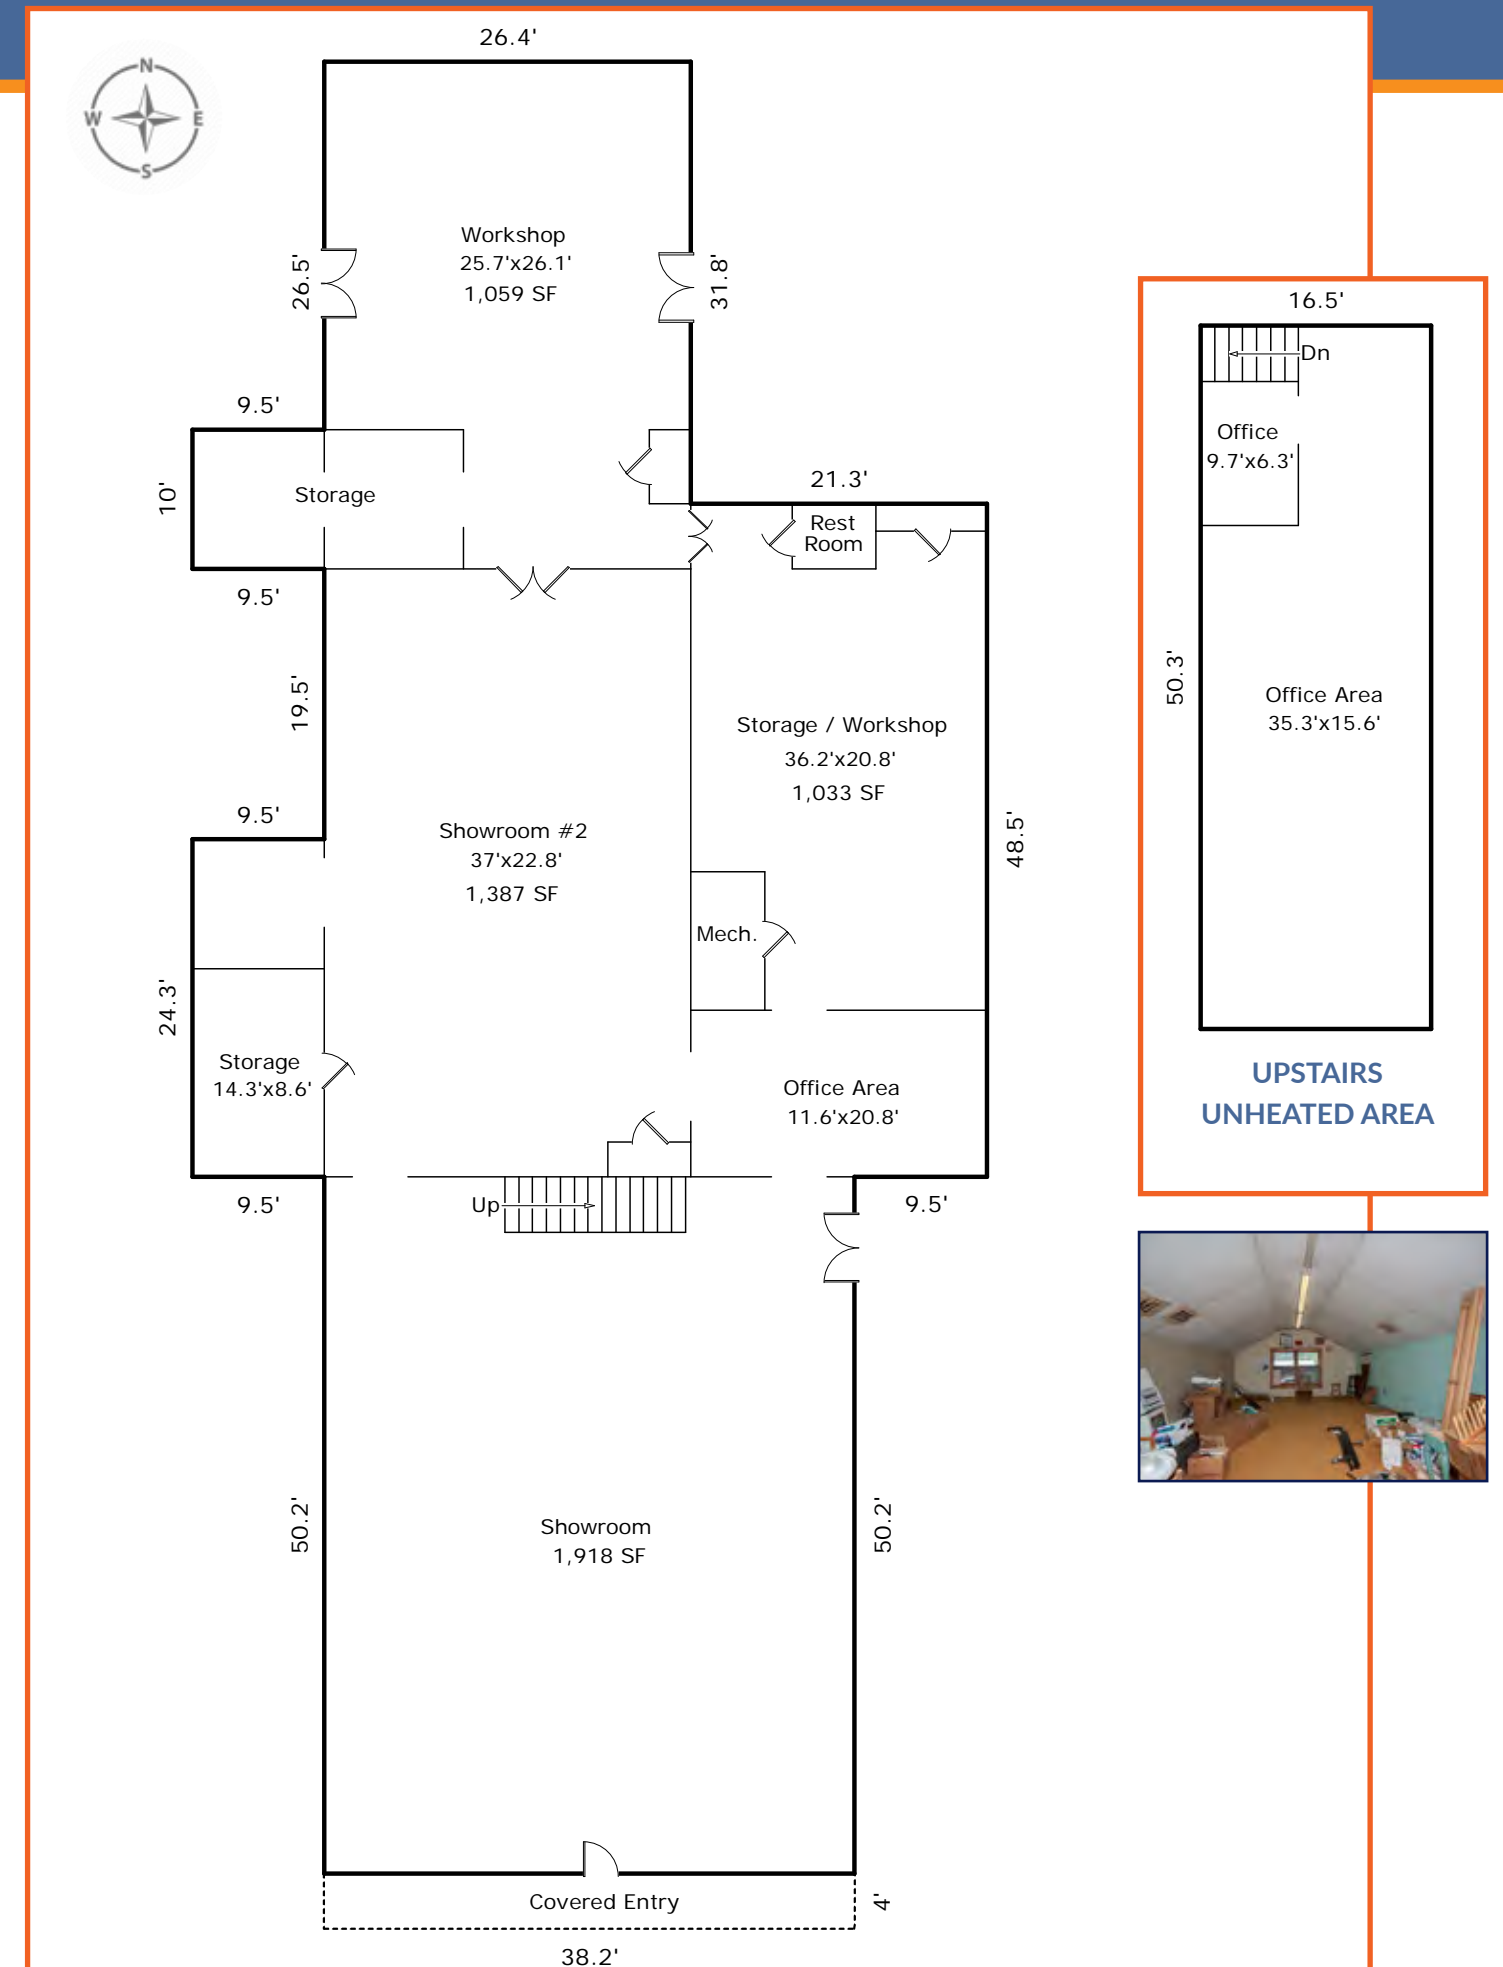 26.4'
N
W
E
S
Workshop
25.7'x26.1'
1,059 SF
26.5'
31.8'
9.5'
10'
Storage
21.3'
Rest
Room
9.5'
19.5'
Storage / Workshop
36.2'x20.8'
1,033 SF
9.5'
Showroom #2
37'x22.8'
1,387 SF
48.5'
Mech.
24.3'
Storage
14.3'x8.6'
Office Area
11.6'x20.8'
9.5'
Up
9.5'
50.2'
50.2'
Showroom
1,918 SF
Covered Entry
4'
38.2'
16.5'
Dn
Office
9.7'x6.3'
50.3'
Office Area
35.3'x15.6'
UPSTAIRS
UNHEATED AREA